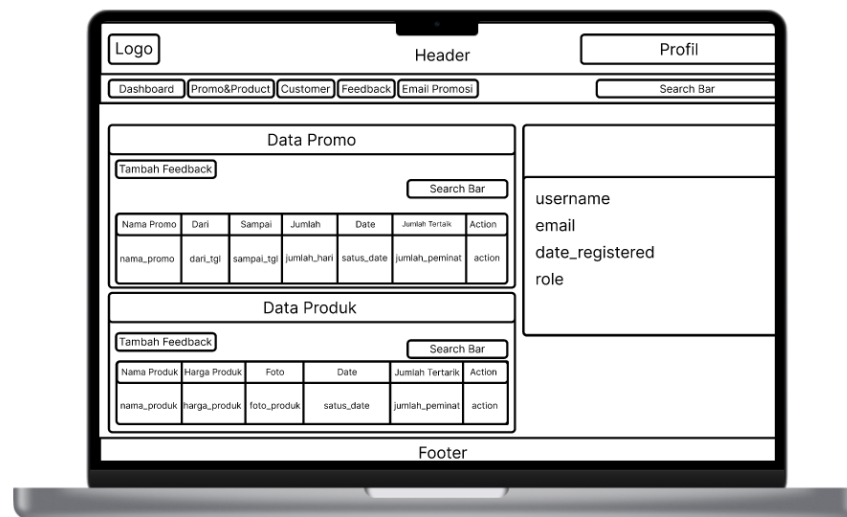 Logo
Header
Profil
Dashboard Promo&Product Customer Feedback Email Promosi Search Bar
Data Promo
Tambah Feedback
Search Bar
Nama Promo Dari Sampai Jumlah Date Jumlah Tertaik Action
nama_promo dari_tgl sampai_tgl jumlah_hari satus_date jumlah_peminat action
username
email
date_registered
role
Data Produk
Tambah Feedback
Search Bar
Nama Produk Harga Produk Foto Date Jumlah Tertarik Action
nama_produk harga_produk foto_produk satus_date jumlah_peminat action
Footer